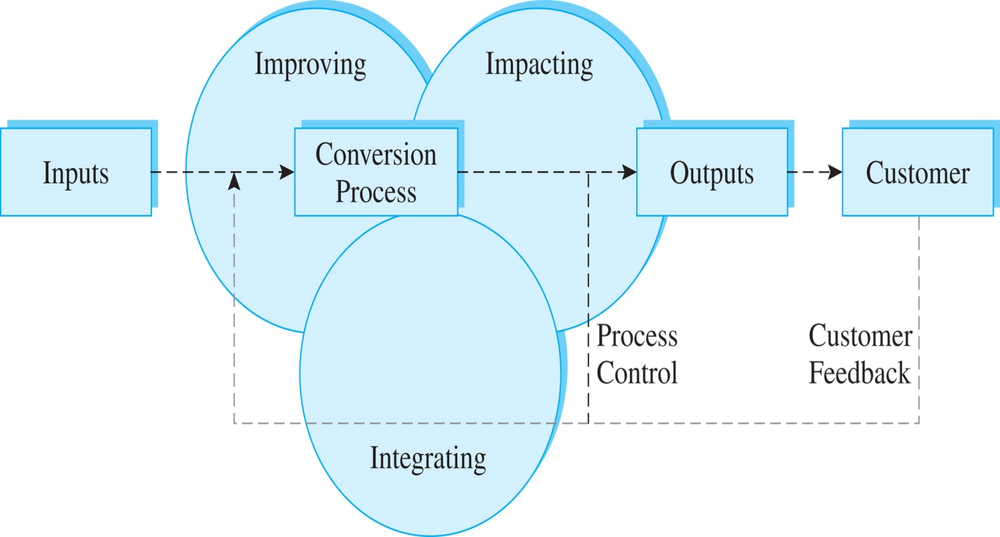 Improving
Impacting
Inputs
Conversion
Process
Outputs
Customer
Process
Control
Customer
Feedback
Integrating